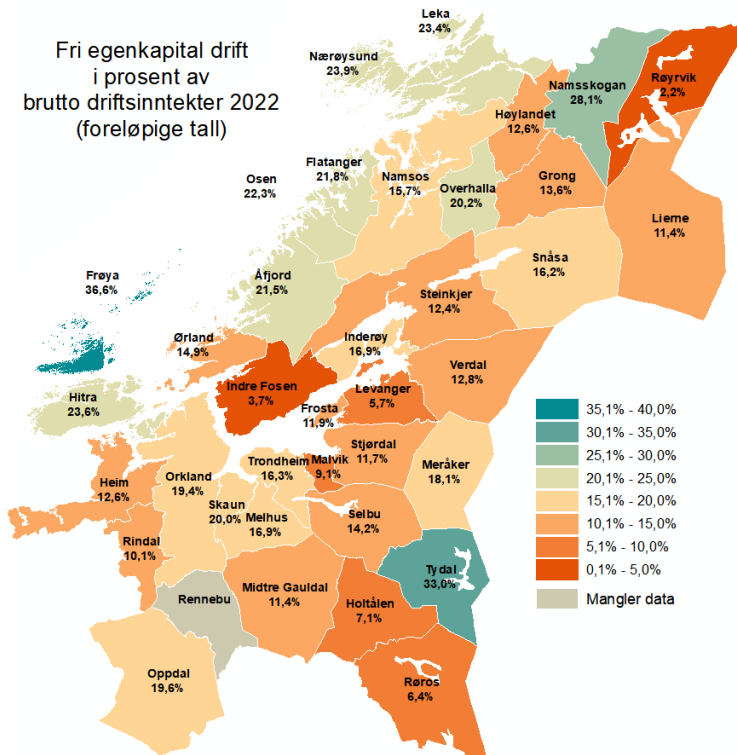 Fri egenkapital drift
i prosent av
brutto driftsinntekter 2022
(foreløpige tall)
Leka
23,4%
Nærøysund
23,9%
Namsskogan
28,1%
Røyrvik
2,2%
Høylandet
12,6%
Osen
22,3%
Flatanger
21,8%
Namsos
15,7%
Overhalla
20,2%
Grong
13,6%
Lierne
11,4%
Snåsa
16,2%
Frøya
36,6%
Åfjord
21,5%
Steinkjer
12,4%
Ørland
14,9%
Inderøy
16,9%
Verdal
12,8%
Hitra
23,6%
Indre Fosen
3,7%
Levanger
5,7%
Frosta
11,9%
Stjørdal
11,7%
Meråker
18,1%
Trondheim
16,3%
Malvik
9,1%
Heim
12,6%
Orkland
19,4%
Skaun
20,0%
Melhus
16,9%
Selbu
14,2%
Rindal
10,1%
Tydal
33,0%
Rennebu
Midtre Gauldal
11,4%
Holtålen
7,1%
Oppdal
19,6%
Røros
6,4%
35,1% - 40,0%
30,1% - 35,0%
25,1% - 30,0%
20,1% - 25,0%
15,1% - 20,0%
10,1% - 15,0%
5,1% - 10,0%
0,1% - 5,0%
Mangler data